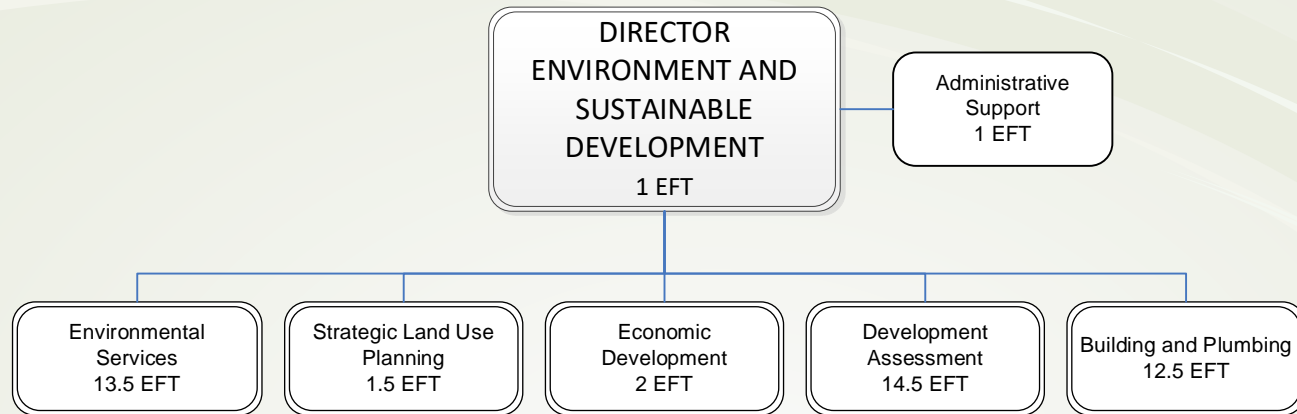 DIRECTOR
ENVIRONMENT AND
SUSTAINABLE
DEVELOPMENT
1 EFT
Administrative
Support
1 EFT
Environmental
Services
13.5 EFT
Strategic Land Use
Planning
1.5 EFT
Economic
Development
2 EFT
Development
Assessment
14.5 EFT
Building and Plumbing
12.5 EFT